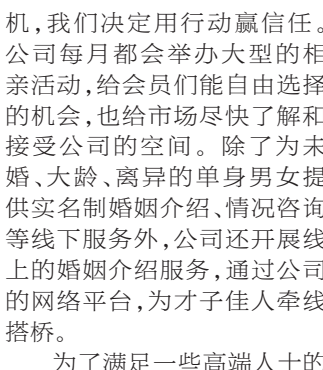 机，我们决定用行动赢信任。
公司每月都会举办大型的相
亲活动，给会员们能自由选择
的机会，也给市场尽快了解和
接受公司的空间。除了为未
婚、大龄、离异的单身男女提
供实名制婚姻介绍、情况咨询
等线下服务外，公司还开展线
上的婚姻介绍服务，通过公司
的网络平台，为才子佳人牵线
搭桥。
为了满足一些高端人士的